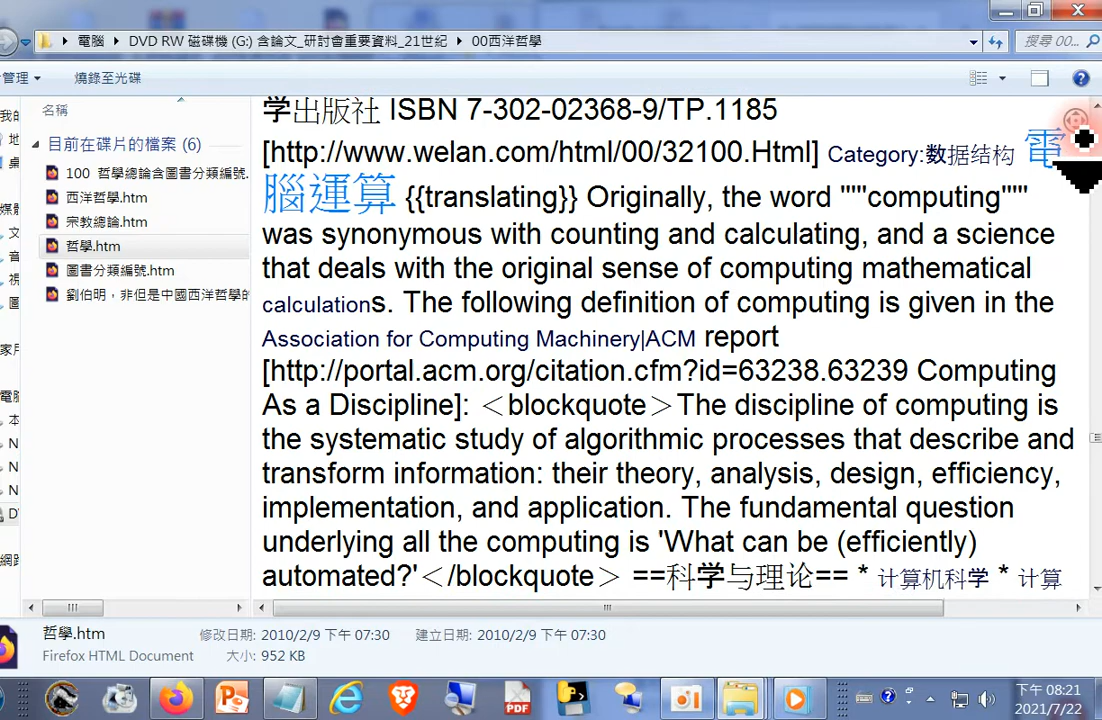 電腦 ▸ DVD RW 磁碟機 (G:) 含論文_研討會重要資料_21世紀 ▸ 00西洋哲學
搜尋 00...
管理 燒錄至光碟
名稱
目前在碟片的檔案 (6)
100 哲學總論含圖書分類編號.
西洋哲學.htm
宗教總論.htm
哲學.htm
圖書分類編號.htm
劉伯明，非但是中國西洋哲學的
学出版社 ISBN 7-302-02368-9/TP.1185
[http://www.welan.com/html/00/32100.Html] Category:数据结构 電
腦運算 {{translating}} Originally, the word """computing"""
was synonymous with counting and calculating, and a science
that deals with the original sense of computing mathematical
calculations. The following definition of computing is given in the
Association for Computing Machinery|ACM report
[http://portal.acm.org/citation.cfm?id=63238.63239 Computing
As a Discipline]: ＜blockquote＞The discipline of computing is
the systematic study of algorithmic processes that describe and
transform information: their theory, analysis, design, efficiency,
implementation, and application. The fundamental question
underlying all the computing is 'What can be (efficiently)
automated?'＜/blockquote＞ ==科学与理论== * 计算机科学 * 计算
哲學.htm 修改日期: 2010/2/9 下午 07:30 建立日期: 2010/2/9 下午 07:30
Firefox HTML Document 大小: 952 KB
PDF
下午 08:21
2021/7/22